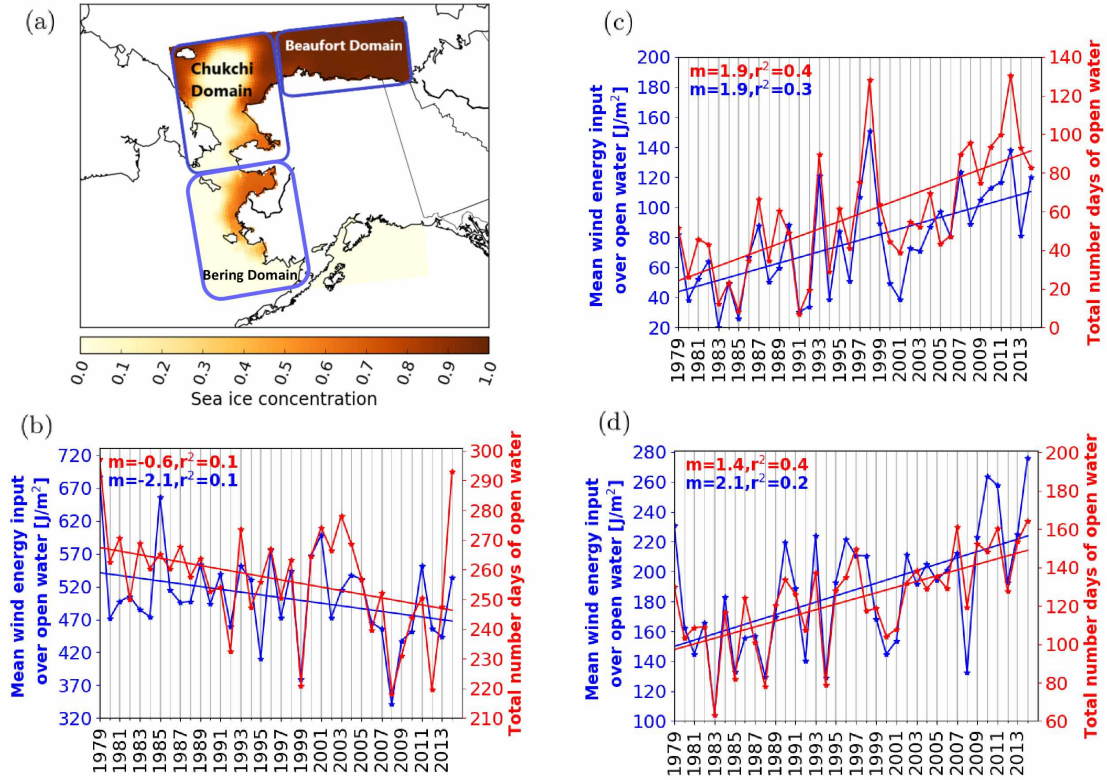 (a)
Beaufort Domain
Chukchi
Domain
Bering Domain
0.0 0.1 0.2 0.3 0.4 0.5 0.6 0.7 0.8 0.9 1.0
Sea ice concentration
(c)
m=1.9,r²=0.4
m=1.9,r²=0.3
Mean wind energy input
over open water [J/m²]
200
180
160
140
120
100
80
60
40
20
Total number days of open water
140
120
100
80
60
40
20
0
1979 1981 1983 1985 1987 1989 1991 1993 1995 1997 1999 2001 2003 2005 2007 2009 2011 2013
(b)
m=-0.6,r²=0.1
m=-2.1,r²=0.1
Mean wind energy input
over open water [J/m²]
720
670
620
570
520
470
420
370
320
Total number days of open water
300
290
280
270
260
250
240
230
220
210
1979 1981 1983 1985 1987 1989 1991 1993 1995 1997 1999 2001 2003 2005 2007 2009 2011 2013
(d)
m=1.4,r²=0.4
m=2.1,r²=0.2
Mean wind energy input
over open water [J/m²]
280
260
240
220
200
180
160
140
120
100
Total number days of open water
200
180
160
140
120
100
80
60
1979 1981 1983 1985 1987 1989 1991 1993 1995 1997 1999 2001 2003 2005 2007 2009 2011 2013